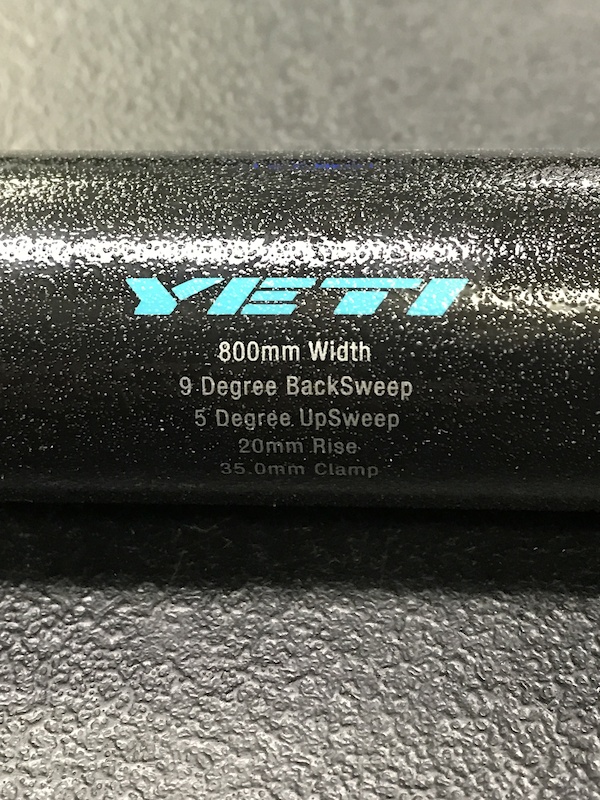 YETI
800mm Width
9 Degree BackSweep
5 Degree UpSweep
20mm Rise
35.0mm Clamp